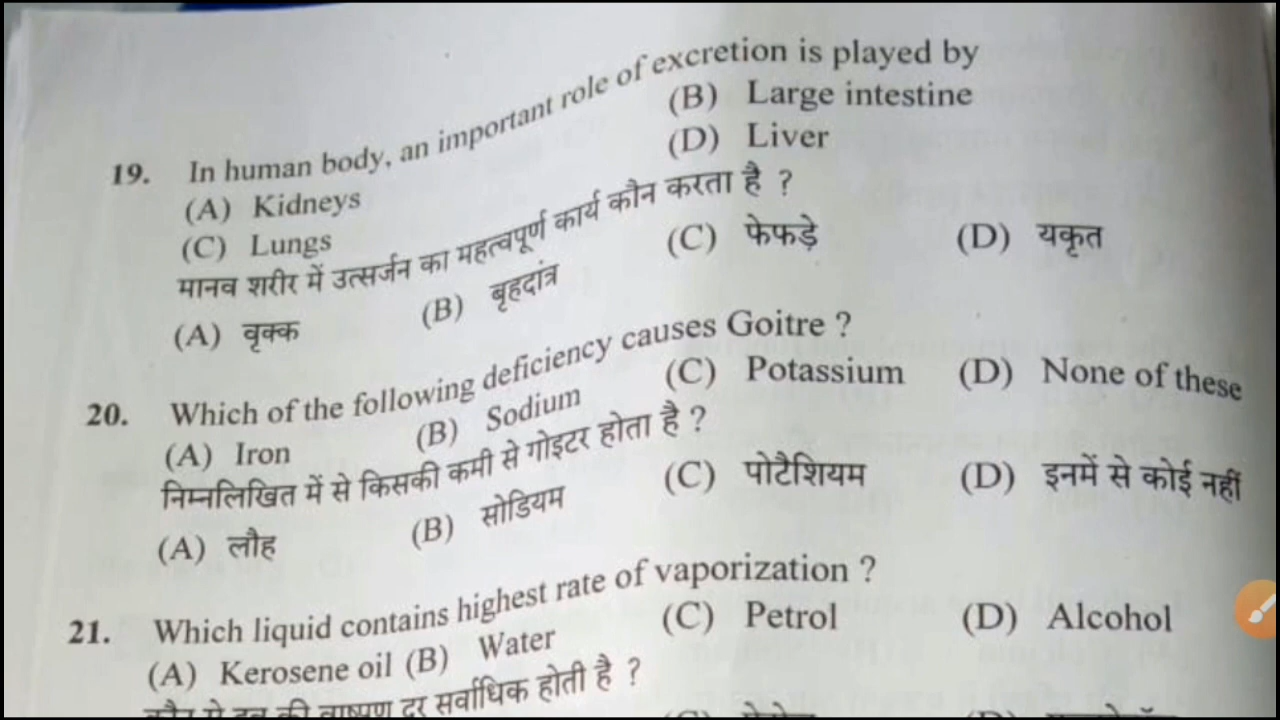 19. In human body, an important role of excretion is played by
(A) Kidneys (B) Large intestine
(C) Lungs (D) Liver
मानव शरीर में उत्सर्जन का महत्वपूर्ण कार्य कौन करता है ?
(A) वृक्क (B) बृहदांत्र (C) फेफड़े (D) यकृत
20. Which of the following deficiency causes Goitre ?
(A) Iron (B) Sodium (C) Potassium (D) None of these
निम्नलिखित में से किसकी कमी से गोइटर होता है ?
(A) लौह (B) सोडियम (C) पोटैशियम (D) इनमें से कोई नहीं
21. Which liquid contains highest rate of vaporization ?
(A) Kerosene oil (B) Water (C) Petrol (D) Alcohol
दर सर्वाधिक होती है ?